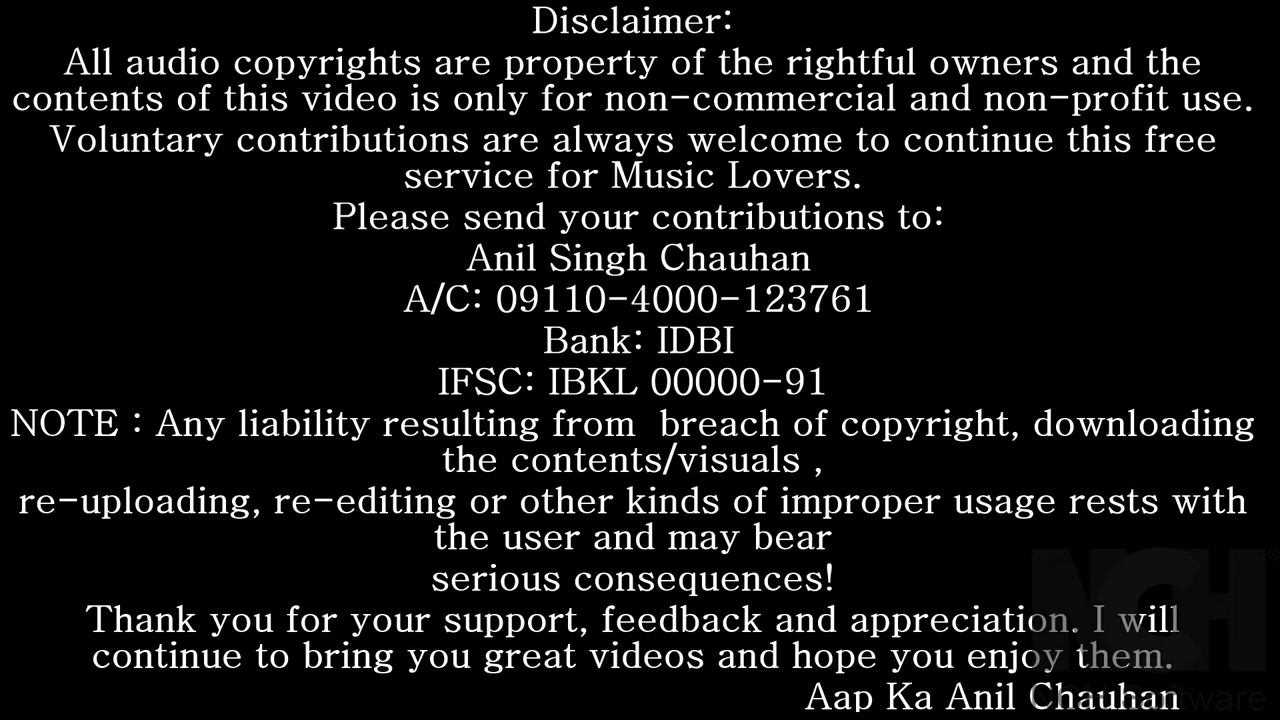 Disclaimer:
All audio copyrights are property of the rightful owners and the
contents of this video is only for non-commercial and non-profit use.
Voluntary contributions are always welcome to continue this free
service for Music Lovers.
Please send your contributions to:
Anil Singh Chauhan
A/C: 09110-4000-123761
Bank: IDBI
IFSC: IBKL 00000-91
NOTE : Any liability resulting from  breach of copyright, downloading
the contents/visuals ,
re-uploading, re-editing or other kinds of improper usage rests with
the user and may bear
serious consequences!
Thank you for your support, feedback and appreciation. I will
continue to bring you great videos and hope you enjoy them.
Aap Ka Anil Chauhan
NCH
NCH Software